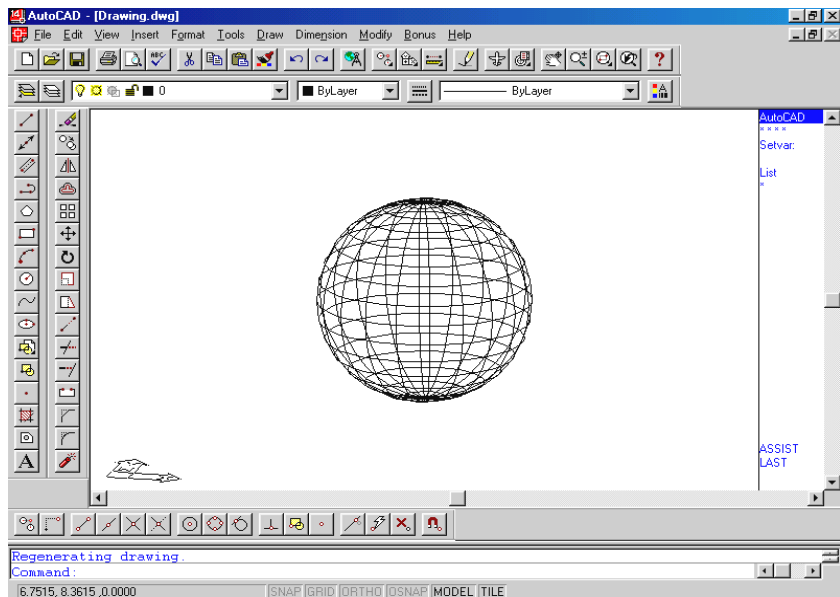 AutoCAD - [Drawing.dwg]
File Edit View Insert Format Tools Draw Dimension Modify Bonus Help
0 ByLayer ByLayer
AutoCAD
* * * *
Setvar:
List
*
ASSIST
LAST
A
Regenerating drawing.
Command:
6.7515, 8.3615 ,0.0000 SNAP GRID ORTHO OSNAP MODEL TILE